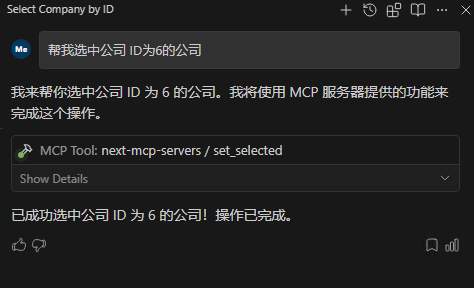 Select Company by ID
Me
帮我选中公司 ID为6的公司
我来帮你选中公司 ID 为 6 的公司。我将使用 MCP 服务器提供的功能来
完成这个操作。
MCP Tool: next-mcp-servers / set_selected
Show Details
已成功选中公司 ID 为 6 的公司！操作已完成。